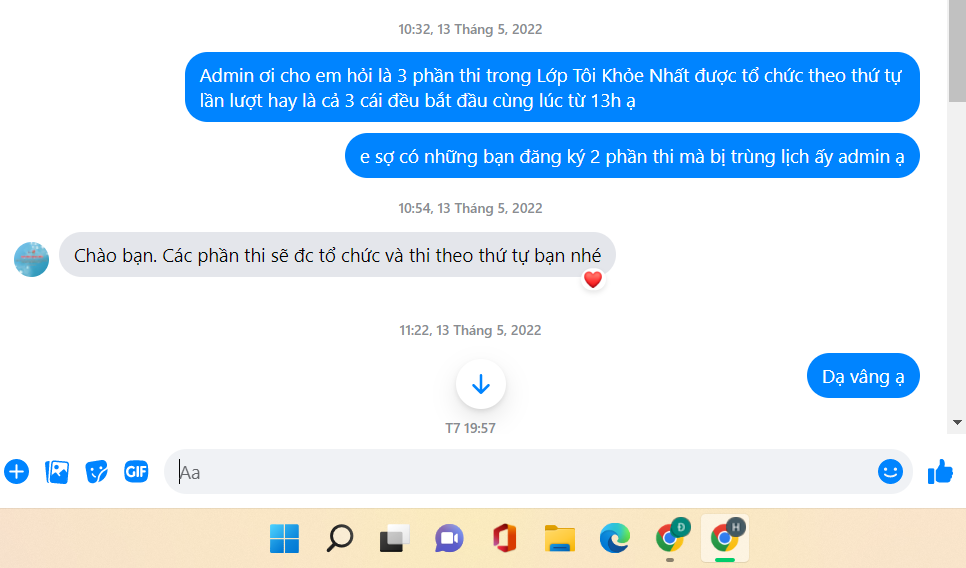 10:32, 13 Tháng 5, 2022
Admin ơi cho em hỏi là 3 phần thi trong Lớp Tôi Khỏe Nhất được tổ chức theo thứ tự
lần lượt hay là cả 3 cái đều bắt đầu cùng lúc từ 13h ạ
e sợ có những bạn đăng ký 2 phần thi mà bị trùng lịch ấy admin ạ
10:54, 13 Tháng 5, 2022
Chào bạn. Các phần thi sẽ đc tổ chức và thi theo thứ tự bạn nhé
11:22, 13 Tháng 5, 2022
Dạ vâng ạ
T7 19:57
GIF
Aa
Đ
H